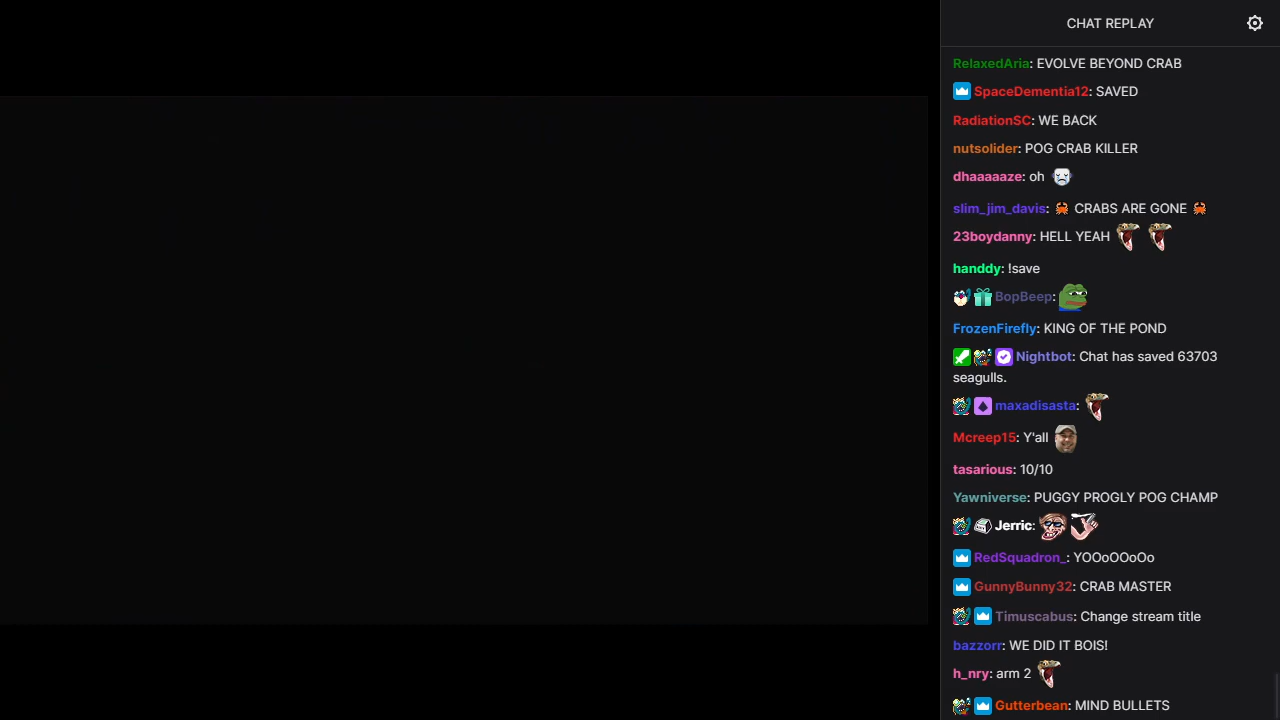 CHAT REPLAY
RelaxedAria: EVOLVE BEYOND CRAB
SpaceDementia12: SAVED
RadiationSC: WE BACK
nutsolider: POG CRAB KILLER
dhaaaaaze: oh
slim_jim_davis: 🦀 CRABS ARE GONE 🦀
23boydanny: HELL YEAH
handdy: !save
BopBeep:
FrozenFirefly: KING OF THE POND
Nightbot: Chat has saved 63703
seagulls.
maxadisasta:
Mcreep15: Y'all
tasarious: 10/10
Yawniverse: PUGGY PROGLY POG CHAMP
Jerric:
RedSquadron_: YOOoOOoOo
GunnyBunny32: CRAB MASTER
Timuscabus: Change stream title
bazzorr: WE DID IT BOIS!
h_nry: arm 2
Gutterbean: MIND BULLETS